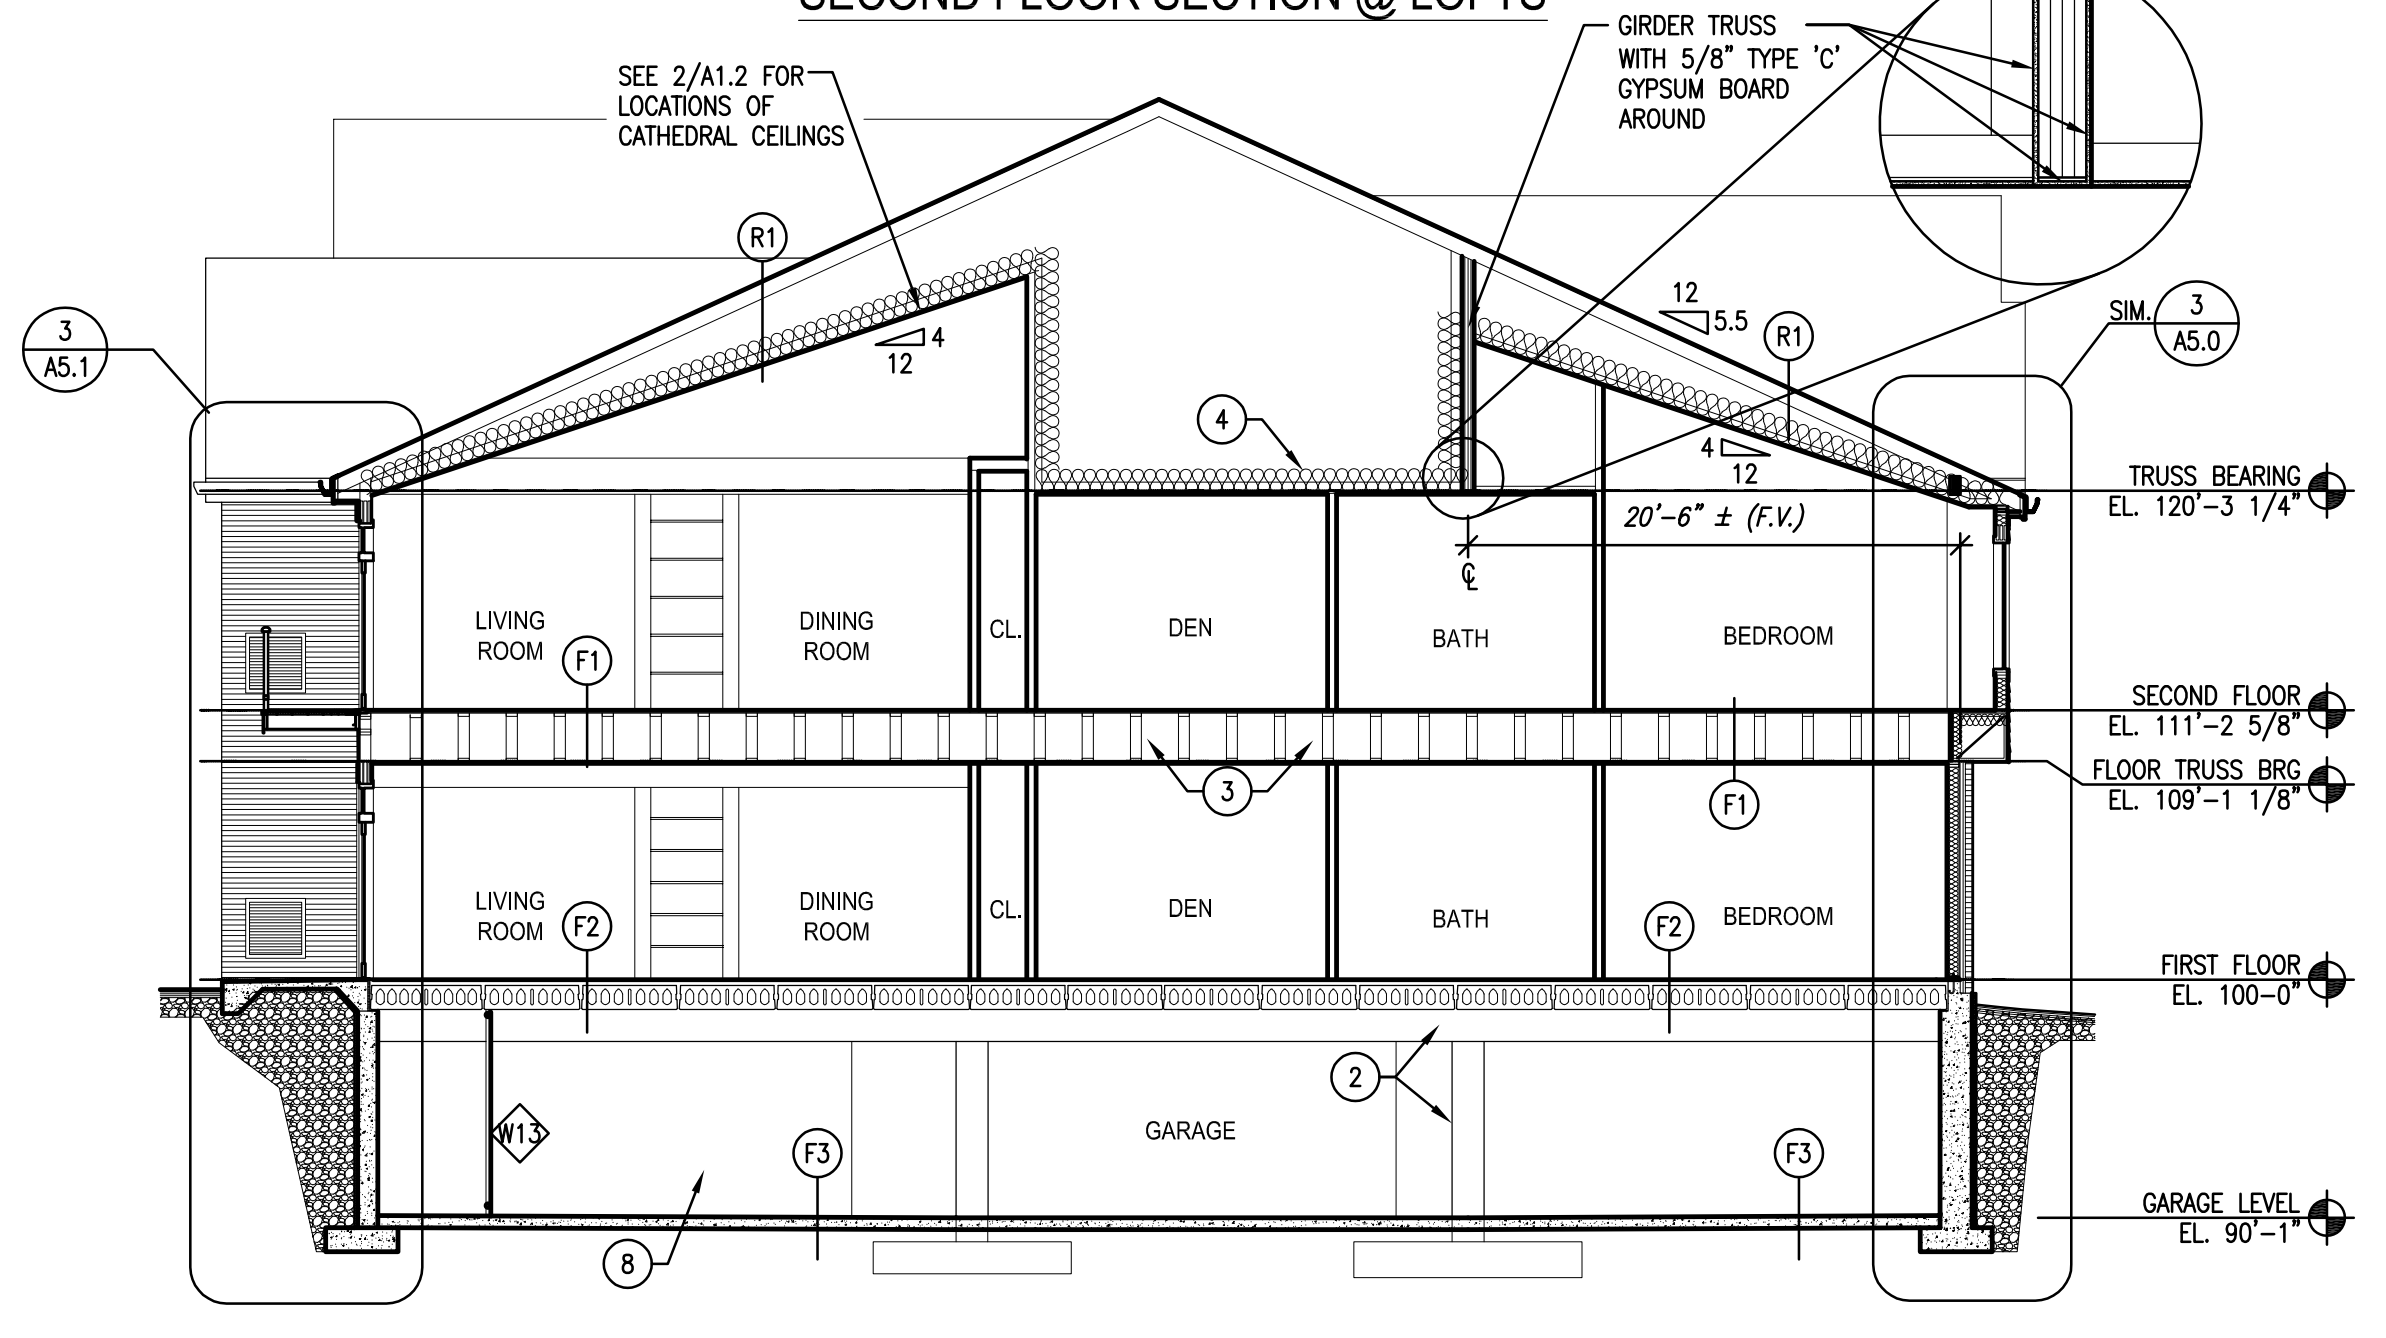 SECOND FLOOR SECTION @ LOFTS
GIRDER TRUSS
WITH 5/8" TYPE 'C'
GYPSUM BOARD
AROUND
SEE 2/A1.2 FOR
LOCATIONS OF
CATHEDRAL CEILINGS
R1
3
A5.1
4
12
4
12
5.5
R1
SIM.
3
A5.0
4
12
TRUSS BEARING
EL. 120'-3 1/4"
20'-6" ± (F.V.)
℄
LIVING
ROOM
F1
DINING
ROOM
CL.
DEN
BATH
BEDROOM
SECOND FLOOR
EL. 111'-2 5/8"
FLOOR TRUSS BRG
EL. 109'-1 1/8"
3
F1
LIVING
ROOM
F2
DINING
ROOM
CL.
DEN
BATH
F2
BEDROOM
FIRST FLOOR
EL. 100-0"
2
W13
GARAGE
F3
F3
8
GARAGE LEVEL
EL. 90'-1"